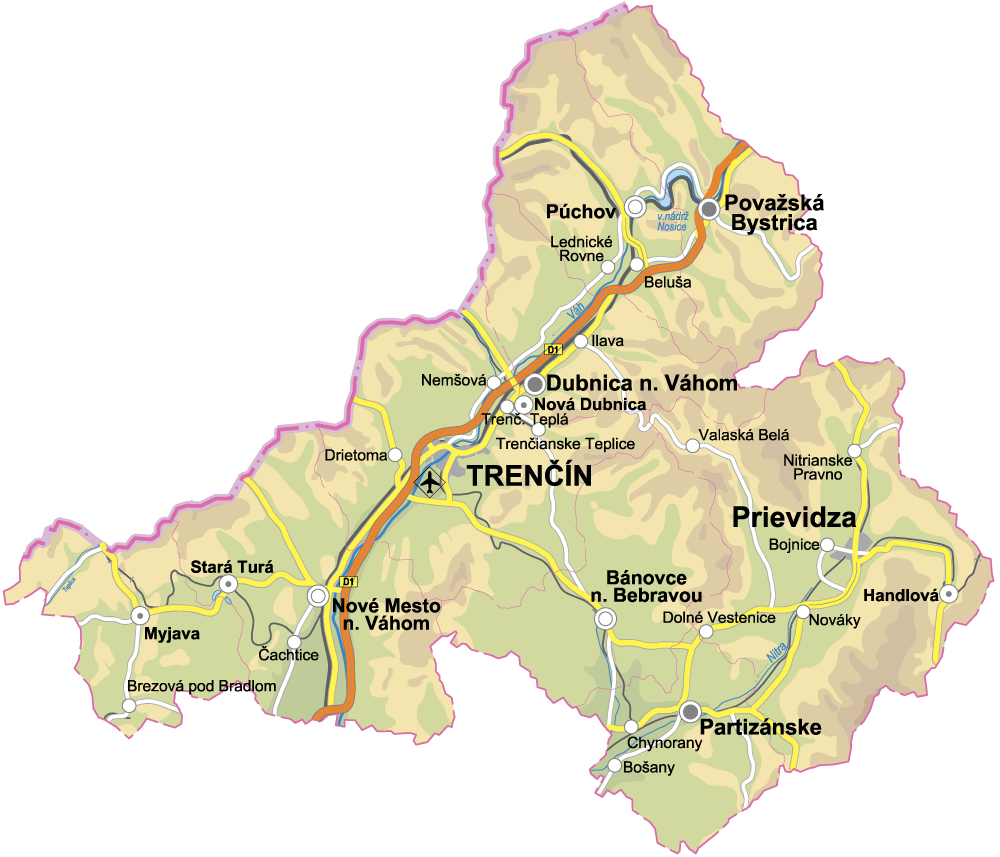 Púchov
Považská
Bystrica
v.nádrž
Nosice
Lednické
Rovne
Beluša
Váh
D1
Ilava
Nemšová
Dubnica n. Váhom
Nová Dubnica
Trenč. Teplá
Trenčianske Teplice
Valaská Belá
Drietoma
TRENČÍN
Nitrianske
Pravno
Prievidza
Bojnice
Stará Turá
Teplica
D1
Bánovce
n. Bebravou
Handlová
Nové Mesto
n. Váhom
Myjava
Dolné Vestenice
Nováky
Čachtice
Nitra
Brezová pod Bradlom
Partizánske
Chynorany
Bošany